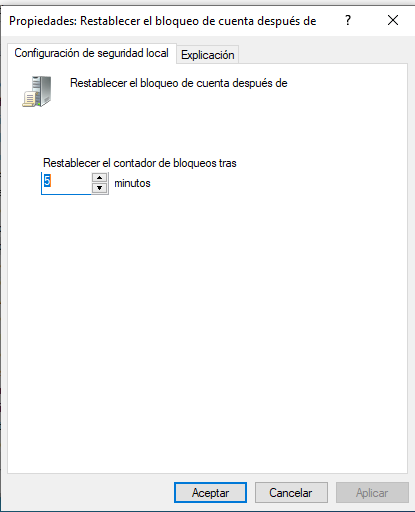 Propiedades: Restablecer el bloqueo de cuenta después de ?
Configuración de seguridad local Explicación
Restablecer el bloqueo de cuenta después de
Restablecer el contador de bloqueos tras
5 minutos
Aceptar Cancelar Aplicar